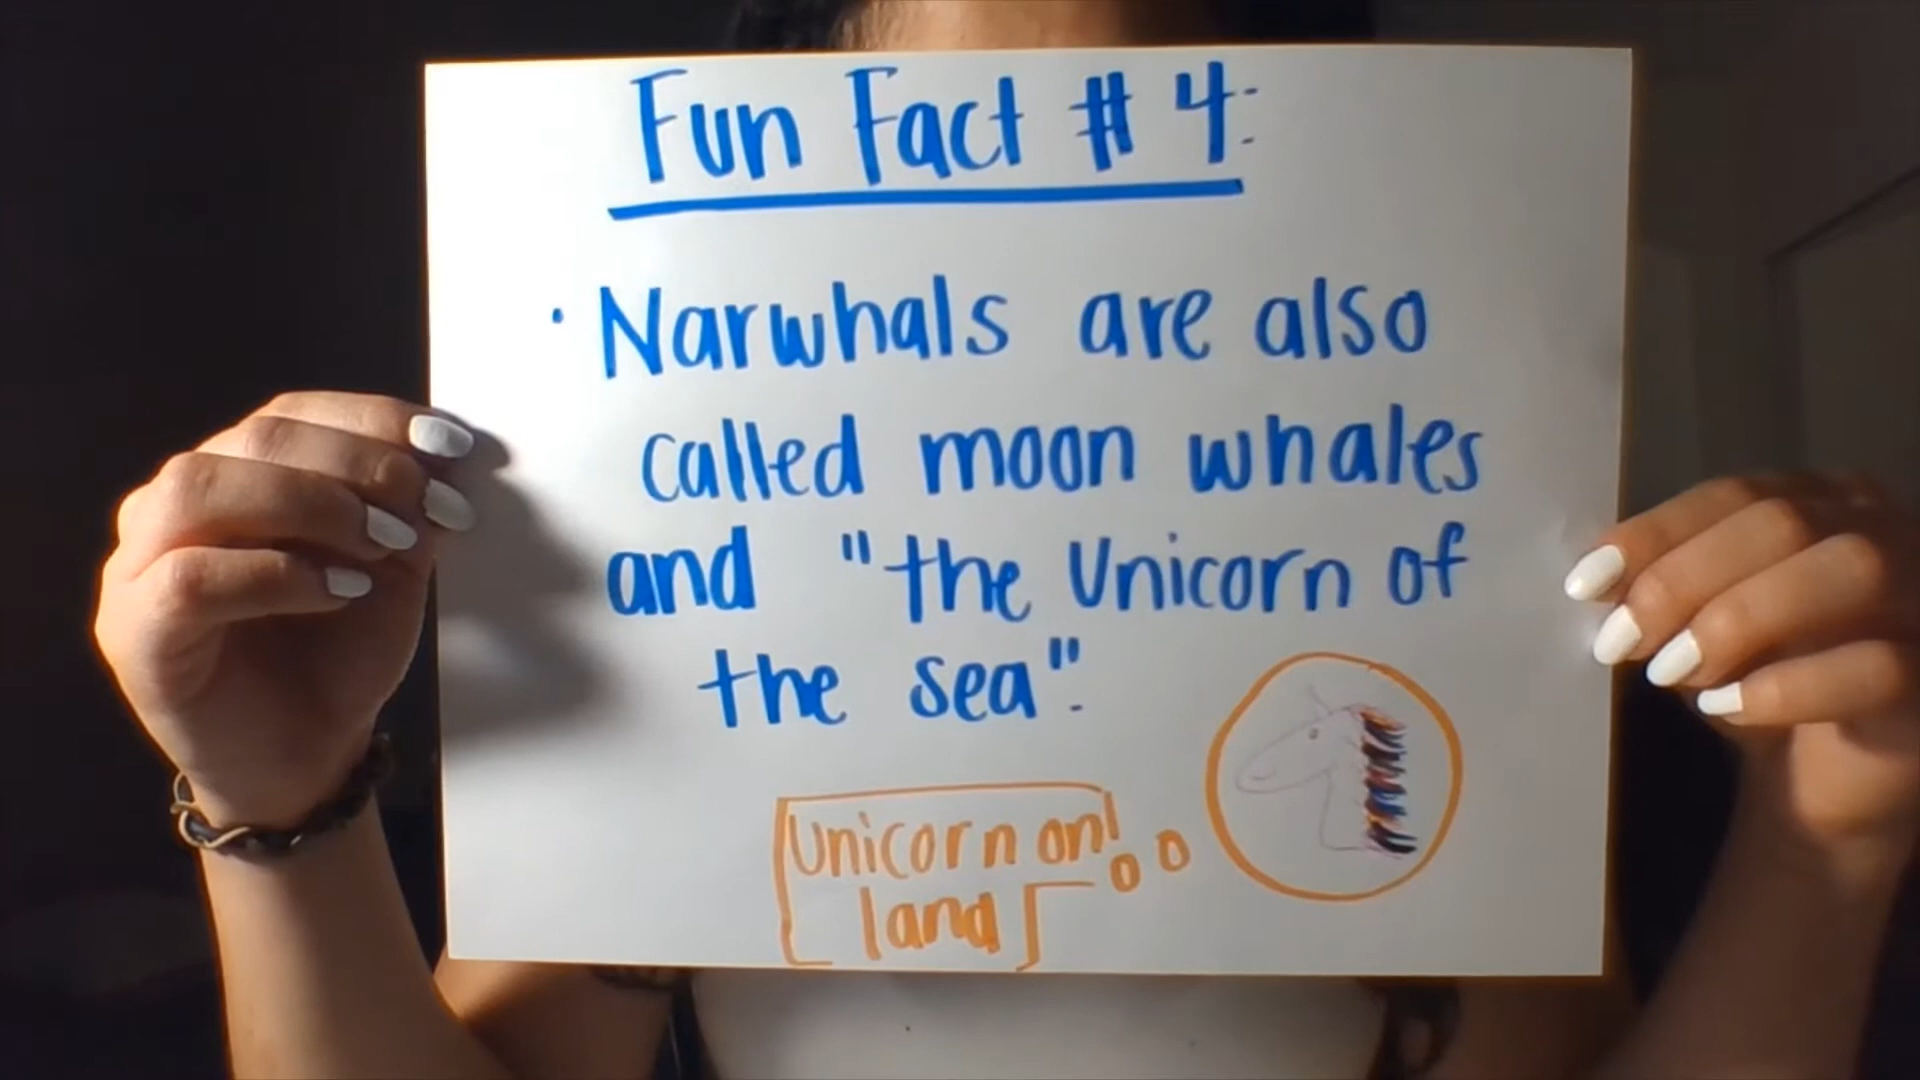 Fun Fact # 4:
• Narwhals are also
called moon whales
and "the Unicorn of
the sea".
Unicorn on
land